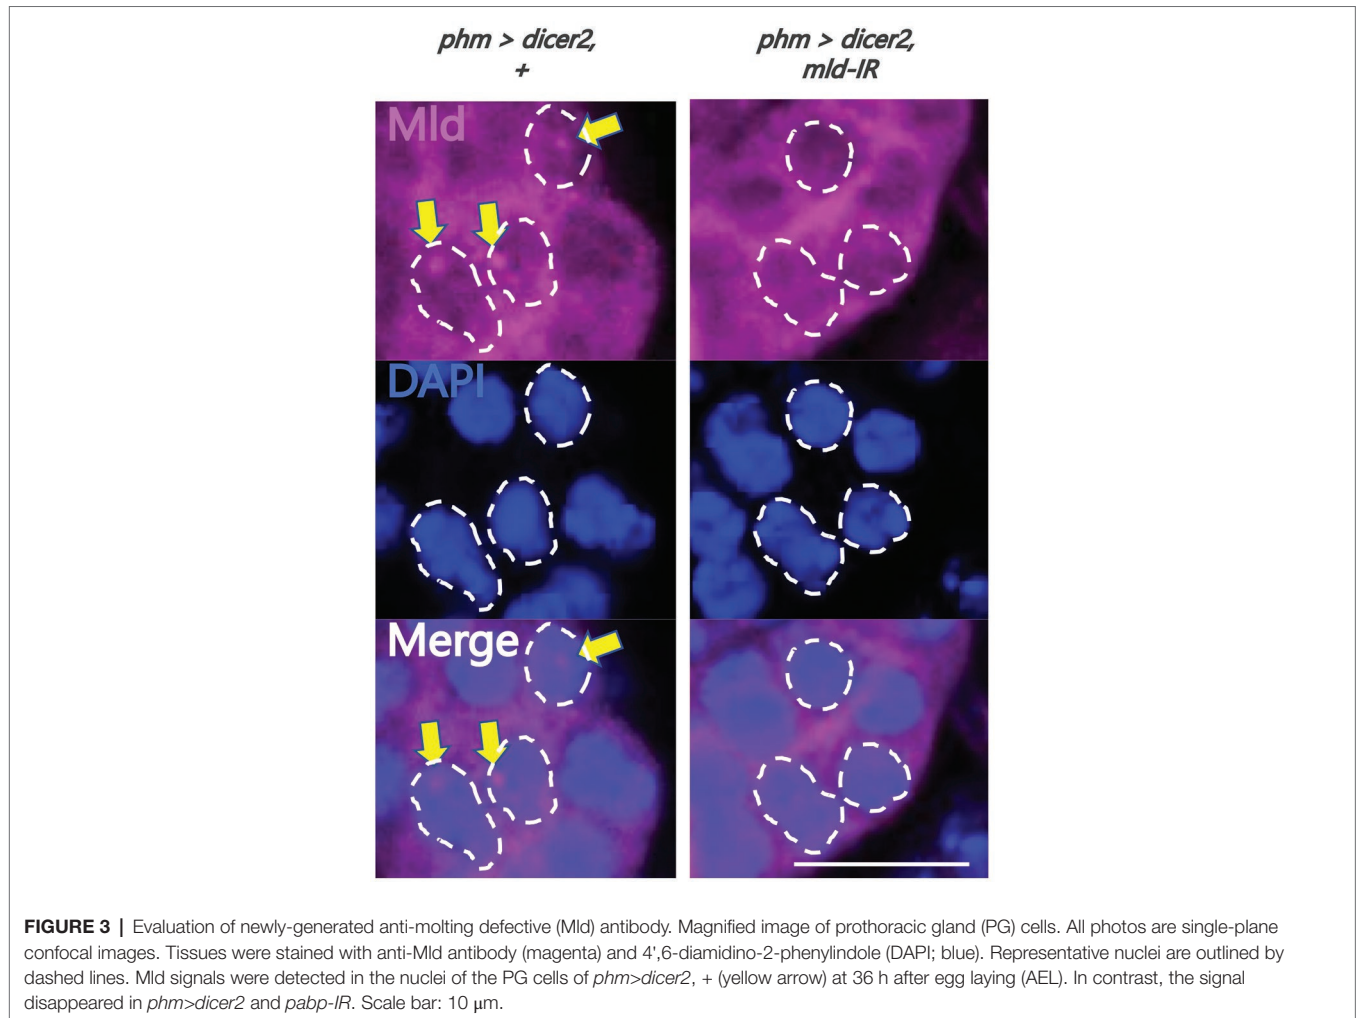 phm > dicer2,
+
phm > dicer2,
mld-IR
Mld
DAPI
Merge
FIGURE 3 | Evaluation of newly-generated anti-molting defective (Mld) antibody. Magnified image of prothoracic gland (PG) cells. All photos are single-plane
confocal images. Tissues were stained with anti-Mld antibody (magenta) and 4',6-diamidino-2-phenylindole (DAPI; blue). Representative nuclei are outlined by
dashed lines. Mld signals were detected in the nuclei of the PG cells of phm>dicer2, + (yellow arrow) at 36 h after egg laying (AEL). In contrast, the signal
disappeared in phm>dicer2 and pabp-IR. Scale bar: 10 μm.